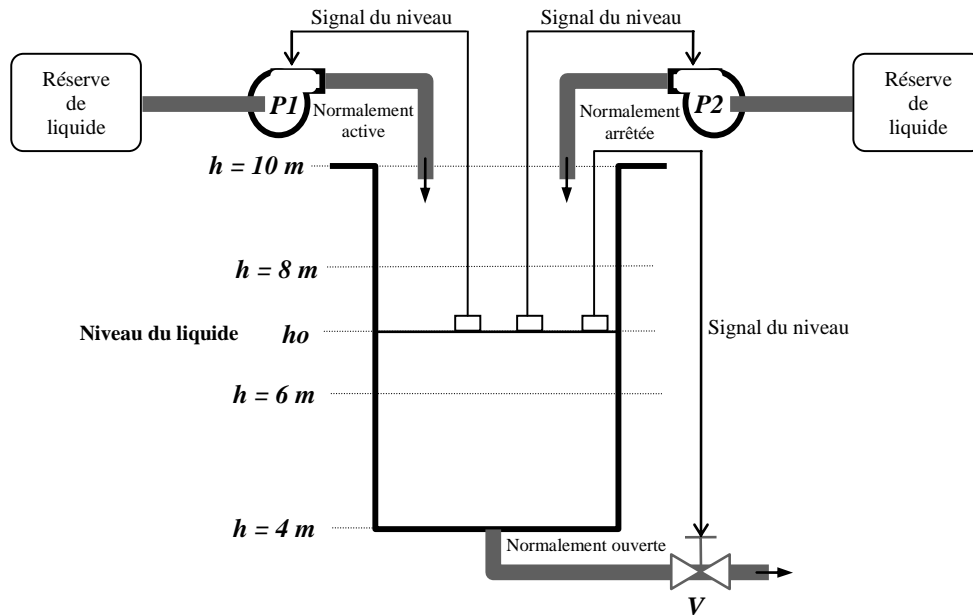 Signal du niveau
Signal du niveau
Réserve
de
liquide
P1
Normalement
active
P2
Normalement
arrêtée
Réserve
de
liquide
h = 10 m
h = 8 m
Niveau du liquide ho
Signal du niveau
h = 6 m
h = 4 m
Normalement ouverte
V